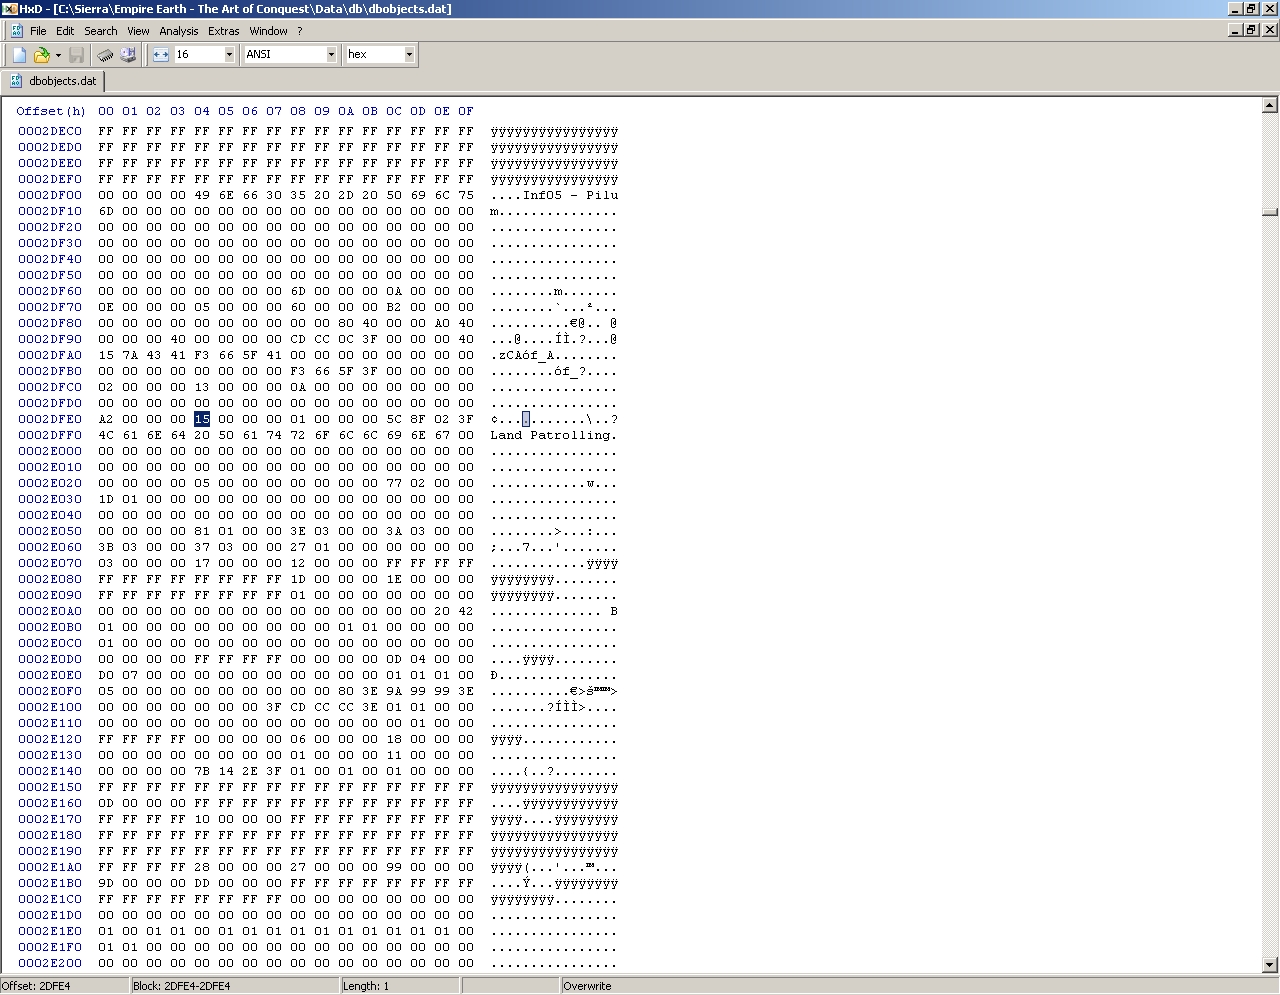 HxD - [C:\Sierra\Empire Earth - The Art of Conquest\Data\db\dbobjects.dat]
File Edit Search View Analysis Extras Window ?
16 ANSI hex
dbobjects.dat
Offset(h) 00 01 02 03 04 05 06 07 08 09 0A 0B 0C 0D 0E 0F
0002DEC0 FF FF FF FF FF FF FF FF FF FF FF FF FF FF FF FF ÿÿÿÿÿÿÿÿÿÿÿÿÿÿÿÿ
0002DED0 FF FF FF FF FF FF FF FF FF FF FF FF FF FF FF FF ÿÿÿÿÿÿÿÿÿÿÿÿÿÿÿÿ
0002DEE0 FF FF FF FF FF FF FF FF FF FF FF FF FF FF FF FF ÿÿÿÿÿÿÿÿÿÿÿÿÿÿÿÿ
0002DEF0 FF FF FF FF FF FF FF FF FF FF FF FF FF FF FF FF ÿÿÿÿÿÿÿÿÿÿÿÿÿÿÿÿ
0002DF00 00 00 00 00 49 6E 66 30 35 20 2D 20 50 69 6C 75 ....Inf05 - Pilu
0002DF10 6D 00 00 00 00 00 00 00 00 00 00 00 00 00 00 00 m...............
0002DF20 00 00 00 00 00 00 00 00 00 00 00 00 00 00 00 00 ................
0002DF30 00 00 00 00 00 00 00 00 00 00 00 00 00 00 00 00 ................
0002DF40 00 00 00 00 00 00 00 00 00 00 00 00 00 00 00 00 ................
0002DF50 00 00 00 00 00 00 00 00 00 00 00 00 00 00 00 00 ................
0002DF60 00 00 00 00 00 00 00 00 6D 00 00 00 0A 00 00 00 ........m.......
0002DF70 0E 00 00 00 05 00 00 00 60 00 00 00 B2 00 00 00 ........`...²...
0002DF80 00 00 00 00 00 00 00 00 00 00 80 40 00 00 A0 40 ..........€@.. @
0002DF90 00 00 00 40 00 00 00 00 CD CC 0C 3F 00 00 00 40 ...@....ÍÌ.?...@
0002DFA0 15 7A 43 41 F3 66 5F 41 00 00 00 00 00 00 00 00 .zCAóf_A........
0002DFB0 00 00 00 00 00 00 00 00 F3 66 5F 3F 00 00 00 00 ........óf_?....
0002DFC0 02 00 00 00 13 00 00 00 0A 00 00 00 00 00 00 00 ................
0002DFD0 00 00 00 00 00 00 00 00 00 00 00 00 00 00 00 00 ................
0002DFE0 A2 00 00 00 15 00 00 00 01 00 00 00 5C 8F 02 3F ¢...........\..?
0002DFF0 4C 61 6E 64 20 50 61 74 72 6F 6C 6C 69 6E 67 00 Land Patrolling.
0002E000 00 00 00 00 00 00 00 00 00 00 00 00 00 00 00 00 ................
0002E010 00 00 00 00 00 00 00 00 00 00 00 00 00 00 00 00 ................
0002E020 00 00 00 00 05 00 00 00 00 00 00 00 77 02 00 00 ............w...
0002E030 1D 01 00 00 00 00 00 00 00 00 00 00 00 00 00 00 ................
0002E040 00 00 00 00 00 00 00 00 00 00 00 00 00 00 00 00 ................
0002E050 00 00 00 00 81 01 00 00 3E 03 00 00 3A 03 00 00 ........>...:...
0002E060 3B 03 00 00 37 03 00 00 27 01 00 00 00 00 00 00 ;...7...'.......
0002E070 03 00 00 00 17 00 00 00 12 00 00 00 FF FF FF FF ............ÿÿÿÿ
0002E080 FF FF FF FF FF FF FF FF 1D 00 00 00 1E 00 00 00 ÿÿÿÿÿÿÿÿ........
0002E090 FF FF FF FF FF FF FF FF 01 00 00 00 00 00 00 00 ÿÿÿÿÿÿÿÿ........
0002E0A0 00 00 00 00 00 00 00 00 00 00 00 00 00 00 20 42 .............. B
0002E0B0 01 00 00 00 00 00 00 00 00 00 01 01 00 00 00 00 ................
0002E0C0 01 00 00 00 00 00 00 00 00 00 00 00 00 00 00 00 ................
0002E0D0 00 00 00 00 FF FF FF FF 00 00 00 00 0D 04 00 00 ....ÿÿÿÿ........
0002E0E0 D0 07 00 00 00 00 00 00 00 00 00 00 01 01 01 00 Ð...............
0002E0F0 05 00 00 00 00 00 00 00 00 00 80 3E 9A 99 99 3E ..........€>š™™>
0002E100 00 00 00 00 00 00 00 3F CD CC CC 3E 01 01 00 00 .......?ÍÌÌ>....
0002E110 00 00 00 00 00 00 00 00 00 00 00 00 00 01 00 00 ................
0002E120 FF FF FF FF 00 00 00 00 06 00 00 00 18 00 00 00 ÿÿÿÿ............
0002E130 00 00 00 00 00 00 00 00 01 00 00 00 11 00 00 00 ................
0002E140 00 00 00 00 7B 14 2E 3F 01 00 01 00 01 00 00 00 ....{..?........
0002E150 FF FF FF FF FF FF FF FF FF FF FF FF FF FF FF FF ÿÿÿÿÿÿÿÿÿÿÿÿÿÿÿÿ
0002E160 0D 00 00 00 FF FF FF FF FF FF FF FF FF FF FF FF ....ÿÿÿÿÿÿÿÿÿÿÿÿ
0002E170 FF FF FF FF 10 00 00 00 FF FF FF FF FF FF FF FF ÿÿÿÿ....ÿÿÿÿÿÿÿÿ
0002E180 FF FF FF FF FF FF FF FF FF FF FF FF FF FF FF FF ÿÿÿÿÿÿÿÿÿÿÿÿÿÿÿÿ
0002E190 FF FF FF FF FF FF FF FF FF FF FF FF FF FF FF FF ÿÿÿÿÿÿÿÿÿÿÿÿÿÿÿÿ
0002E1A0 FF FF FF FF 28 00 00 00 27 00 00 00 99 00 00 00 ÿÿÿÿ(...'...™...
0002E1B0 9D 00 00 00 DD 00 00 00 FF FF FF FF FF FF FF FF ....Ý...ÿÿÿÿÿÿÿÿ
0002E1C0 FF FF FF FF FF FF FF FF 00 00 00 00 00 00 00 00 ÿÿÿÿÿÿÿÿ........
0002E1D0 00 00 00 00 00 00 00 00 00 00 00 00 00 00 00 00 ................
0002E1E0 01 00 01 01 00 01 01 01 01 01 01 01 01 01 01 00 ................
0002E1F0 01 01 00 00 00 00 00 00 00 00 00 00 00 00 00 00 ................
0002E200 00 00 00 00 00 00 00 00 00 00 00 00 00 00 00 00 ................
Offset: 2DFE4 Block: 2DFE4-2DFE4 Length: 1 Overwrite